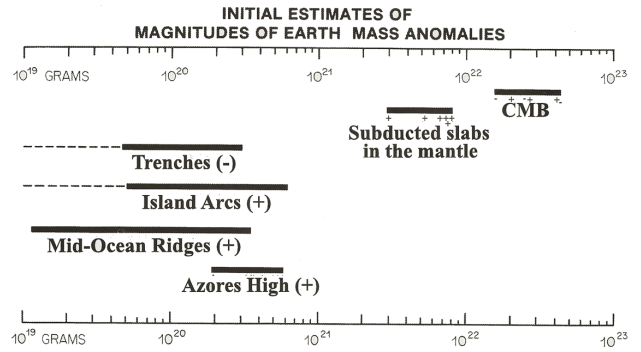 INITIAL ESTIMATES OF
MAGNITUDES OF EARTH MASS ANOMALIES
10¹⁹ GRAMS 10²⁰ 10²¹ 10²² 10²³
- + - + + -
CMB
+ + + + + +
Subducted slabs
in the mantle
Trenches (-)
Island Arcs (+)
Mid-Ocean Ridges (+)
Azores High (+)
10¹⁹ GRAMS 10²⁰ 10²¹ 10²² 10²³